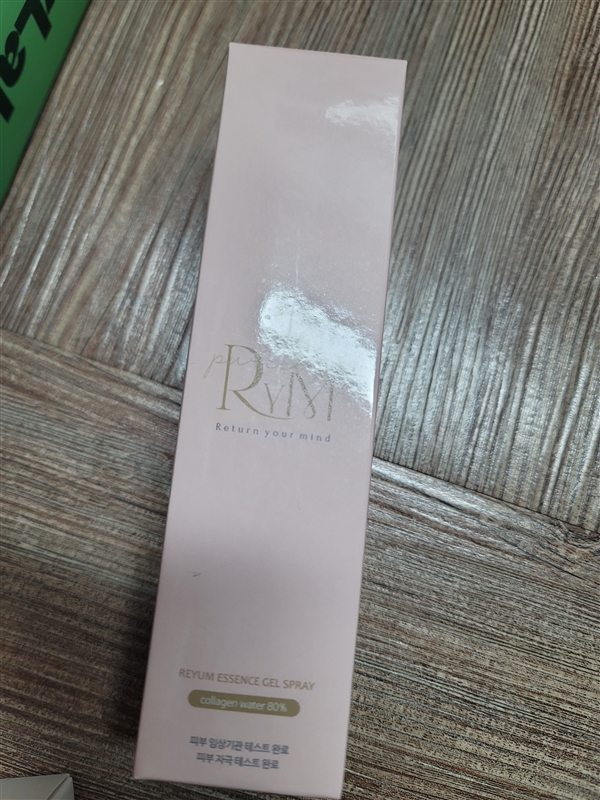 RYM
Return your mind
REYUM ESSENCE GEL SPRAY
collagen water 80%
피부 임상기관 테스트 완료
피부 자극 테스트 완료